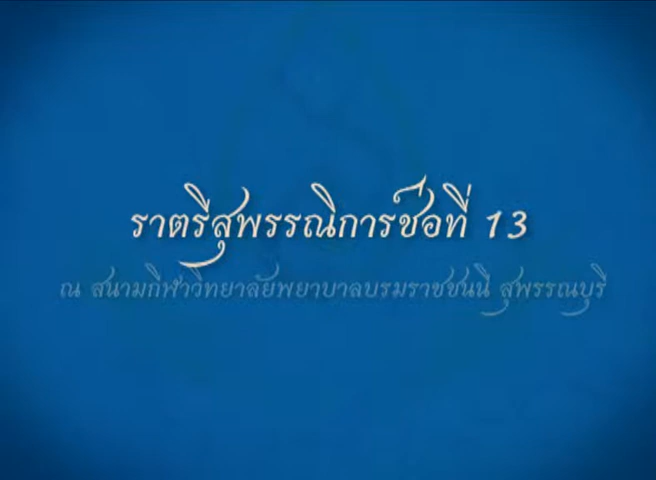 ราตรีสุพรรณิการ์ช่อที่ 13
ณ สนามกีฬาวิทยาลัยพยาบาลบรมราชชนนี สุพรรณบุรี